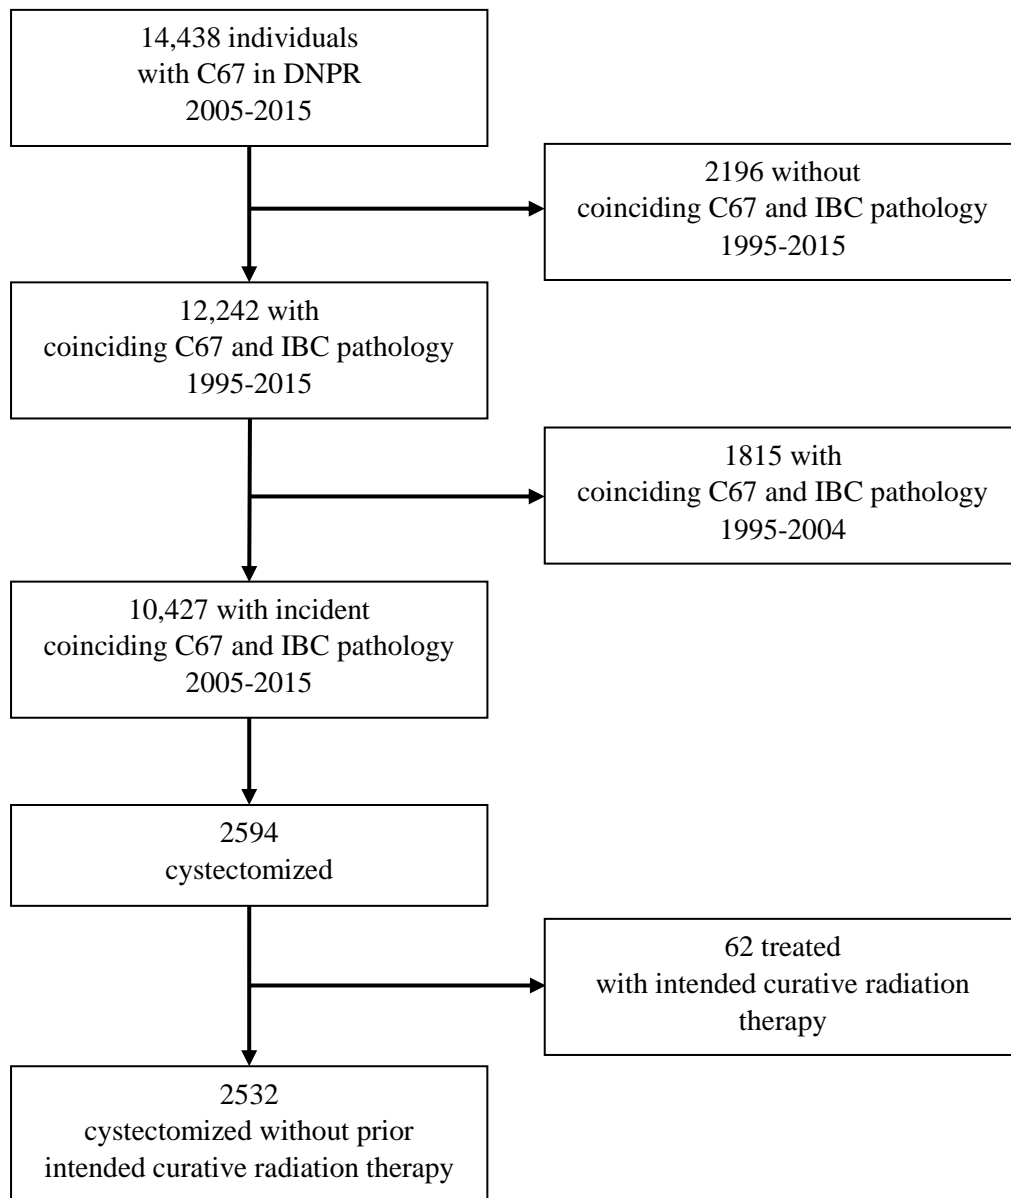 14,438 individuals
with C67 in DNPR
2005-2015
2196 without
coinciding C67 and IBC pathology
1995-2015
12,242 with
coinciding C67 and IBC pathology
1995-2015
1815 with
coinciding C67 and IBC pathology
1995-2004
10,427 with incident
coinciding C67 and IBC pathology
2005-2015
2594
cystectomized
62 treated
with intended curative radiation
therapy
2532
cystectomized without prior
intended curative radiation therapy